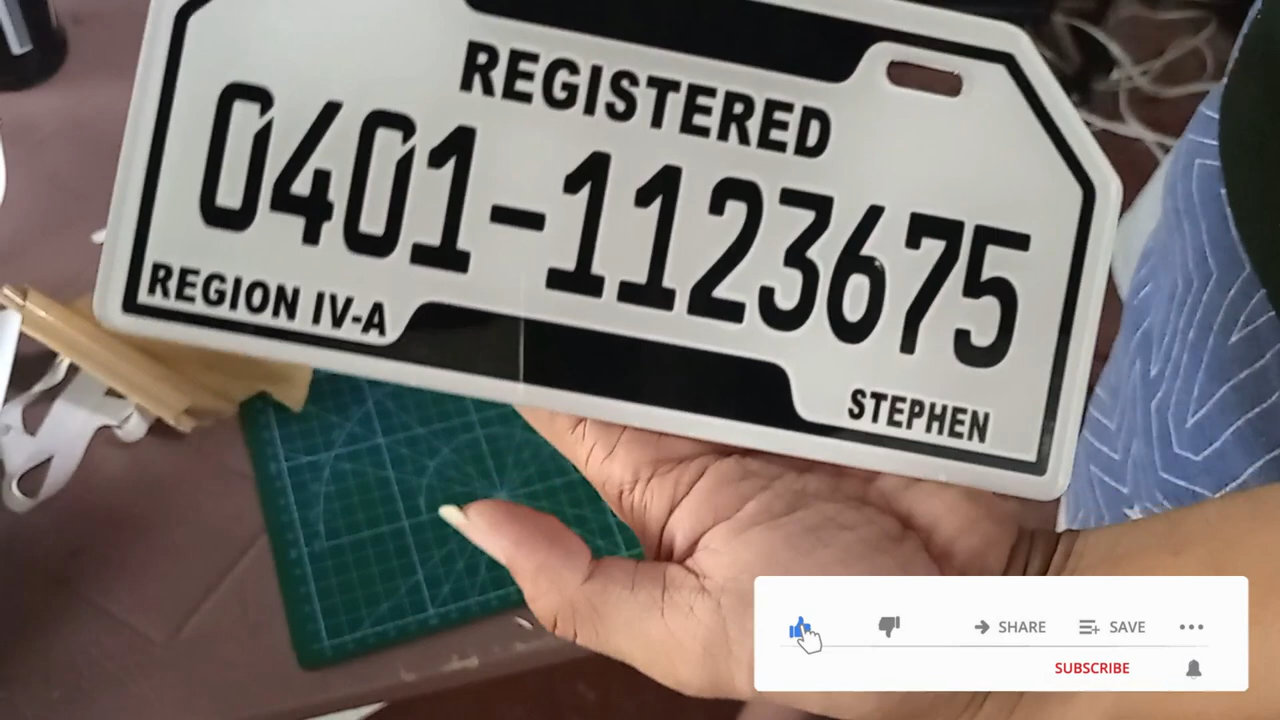 REGISTERED
0401-1123675
REGION IV-A
STEPHEN
SHARE
SAVE
SUBSCRIBE